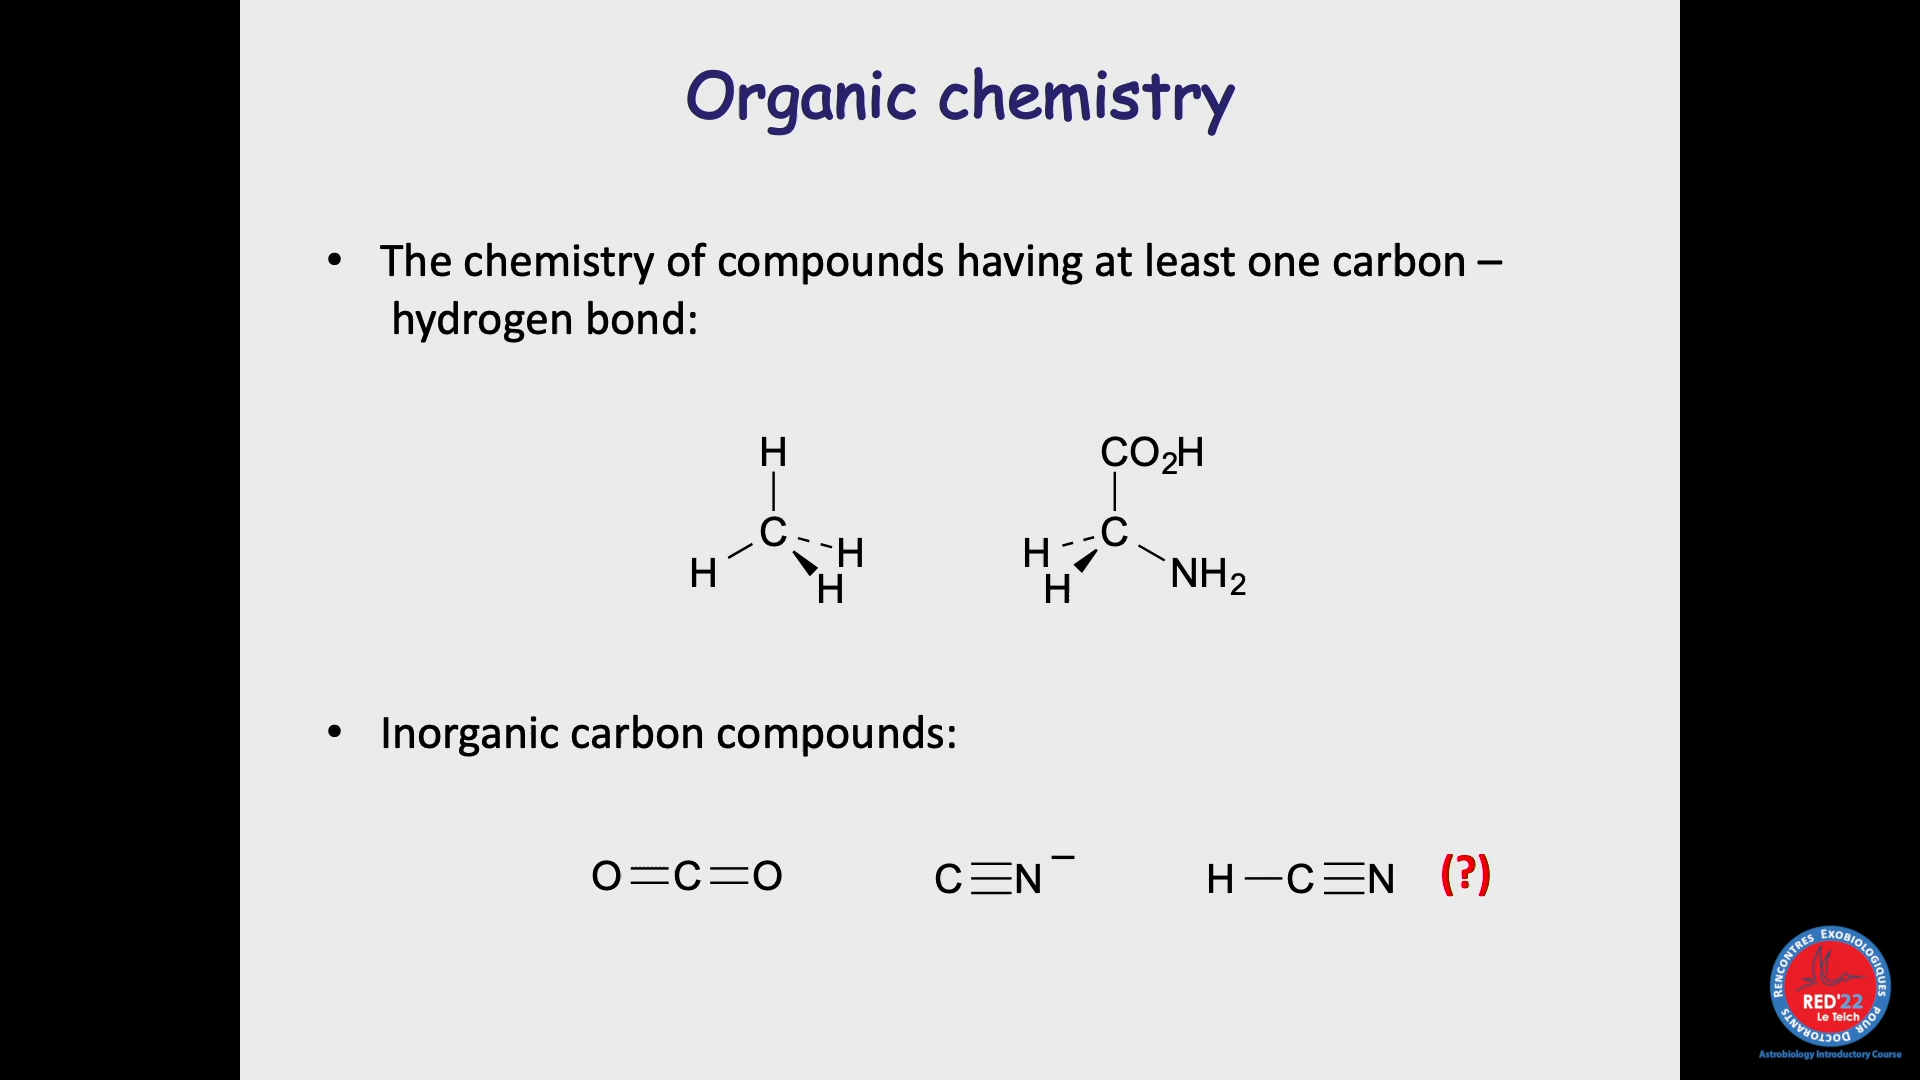 Organic chemistry
• The chemistry of compounds having at least one carbon –
hydrogen bond:
H
C
H
H
H
CO2H
C
H
H
NH2
• Inorganic carbon compounds:
O=C=O
C≡N⁻
H—C≡N (?)
RENCONTRES EXOBIOLOGIQUES POUR DOCTORANTS
RED'22
Le Teich
Astrobiology Introductory Course